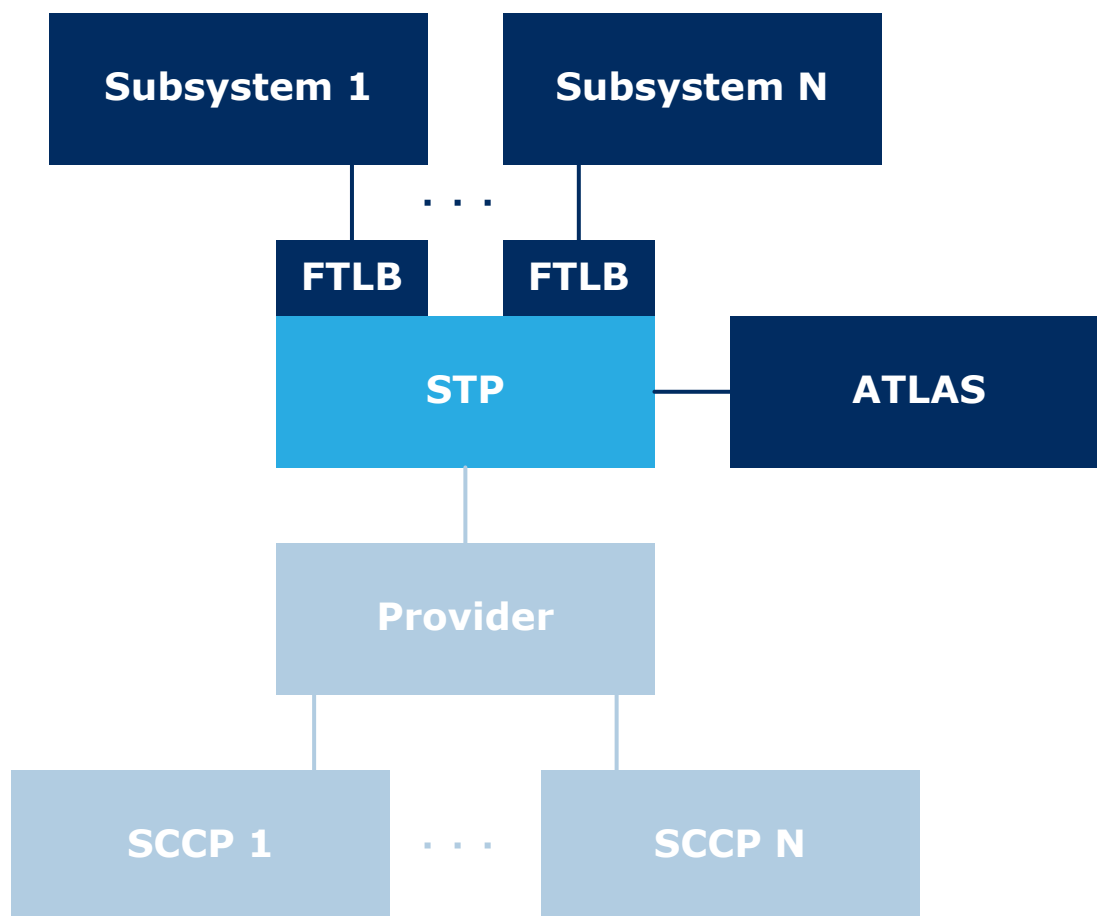 Subsystem 1
Subsystem N
. . .
FTLB
FTLB
STP
ATLAS
Provider
SCCP 1
. . .
SCCP N